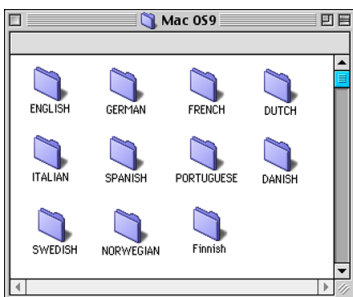 Mac OS9
ENGLISH GERMAN FRENCH DUTCH
ITALIAN SPANISH PORTUGUESE DANISH
SWEDISH NORWEGIAN Finnish